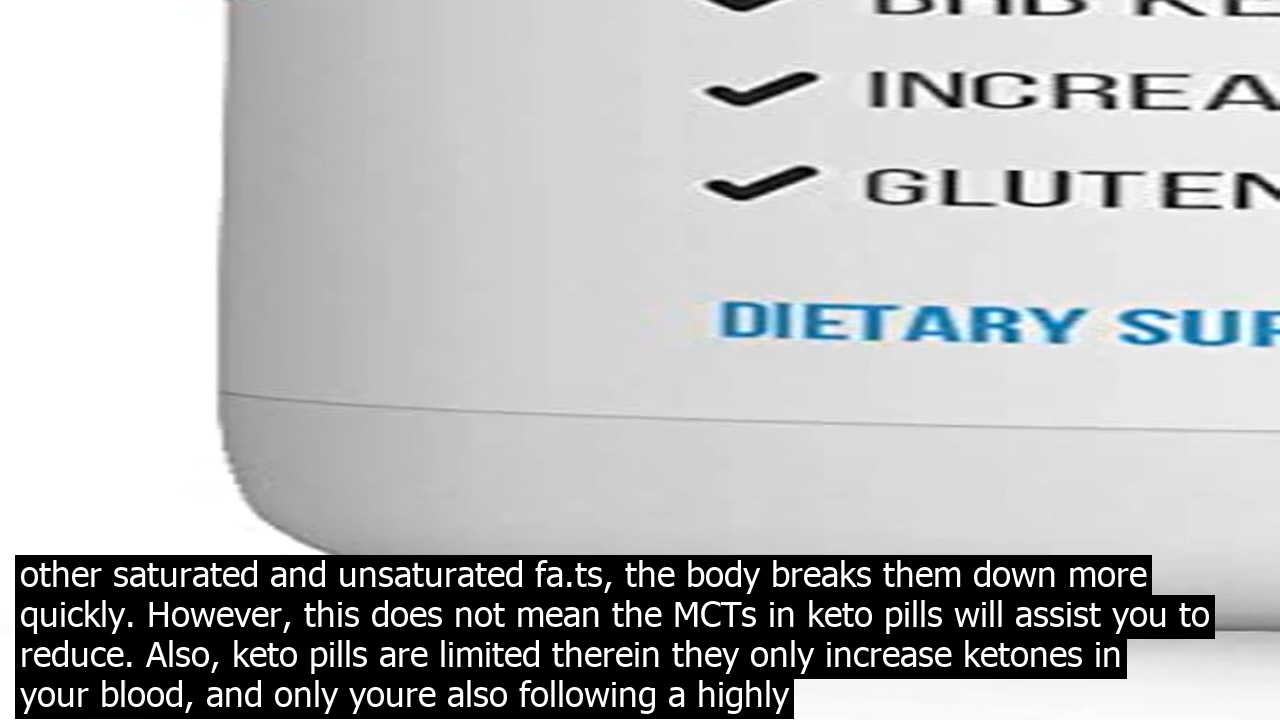 BHB KE
INCREA
GLUTEN
DIETARY SUP
other saturated and unsaturated fa.ts, the body breaks them down more
quickly. However, this does not mean the MCTs in keto pills will assist you to
reduce. Also, keto pills are limited therein they only increase ketones in
your blood, and only youre also following a highly